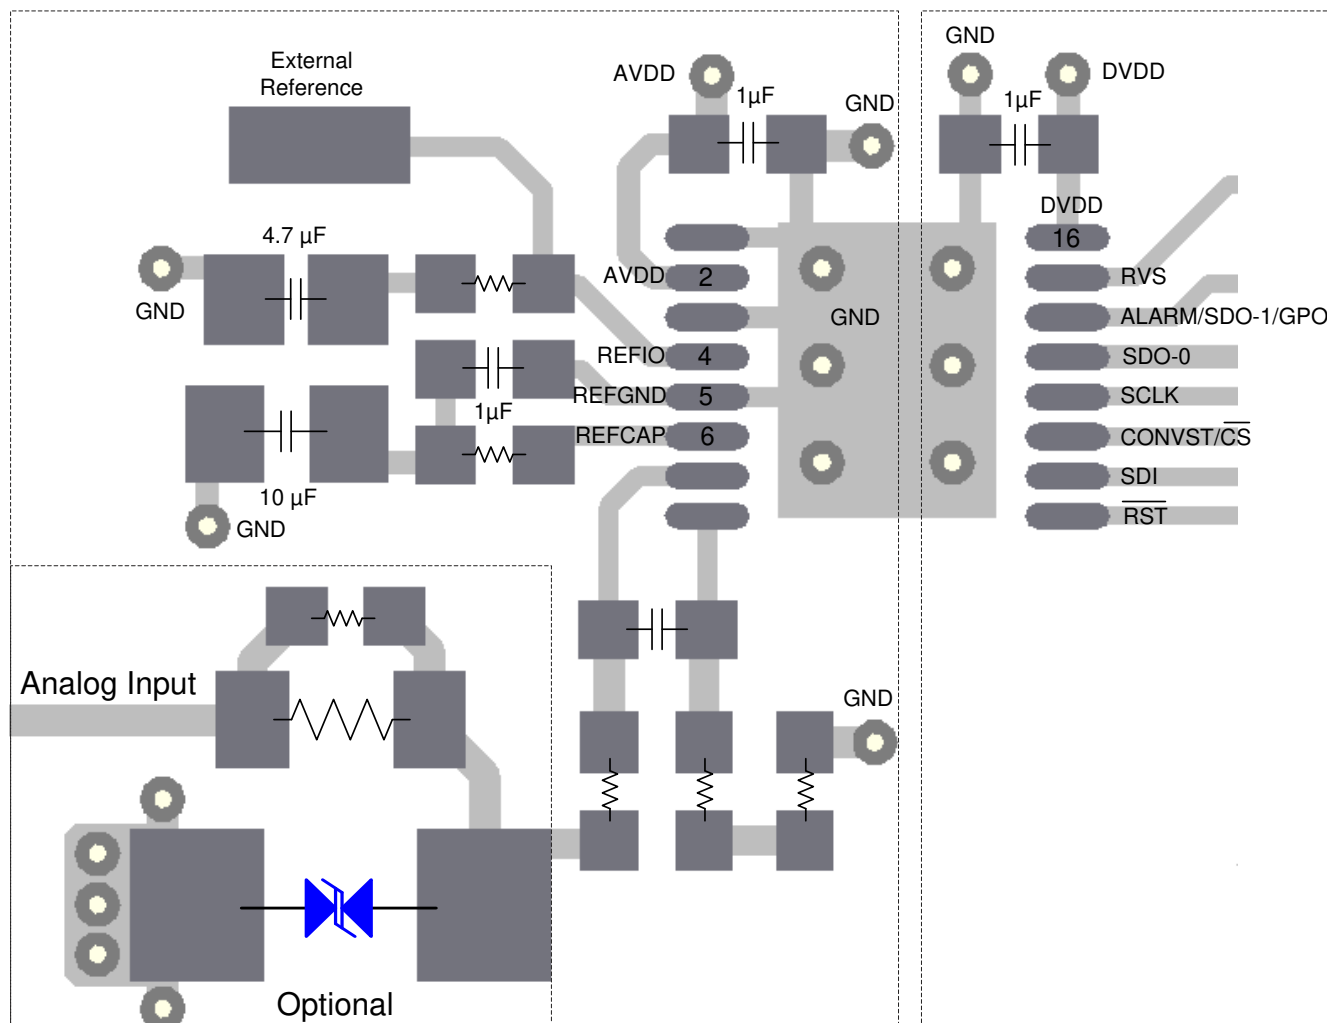 External
Reference
AVDD
1µF
GND
GND
DVDD
1µF
4.7 µF
GND
AVDD
2
GND
REFIO
4
REFGND
5
1µF
REFCAP
6
10 µF
GND
DVDD
16
RVS
ALARM/SDO-1/GPO
SDO-0
SCLK
CONVST/C̅S̅
SDI
R̅S̅T̅
Analog Input
GND
Optional